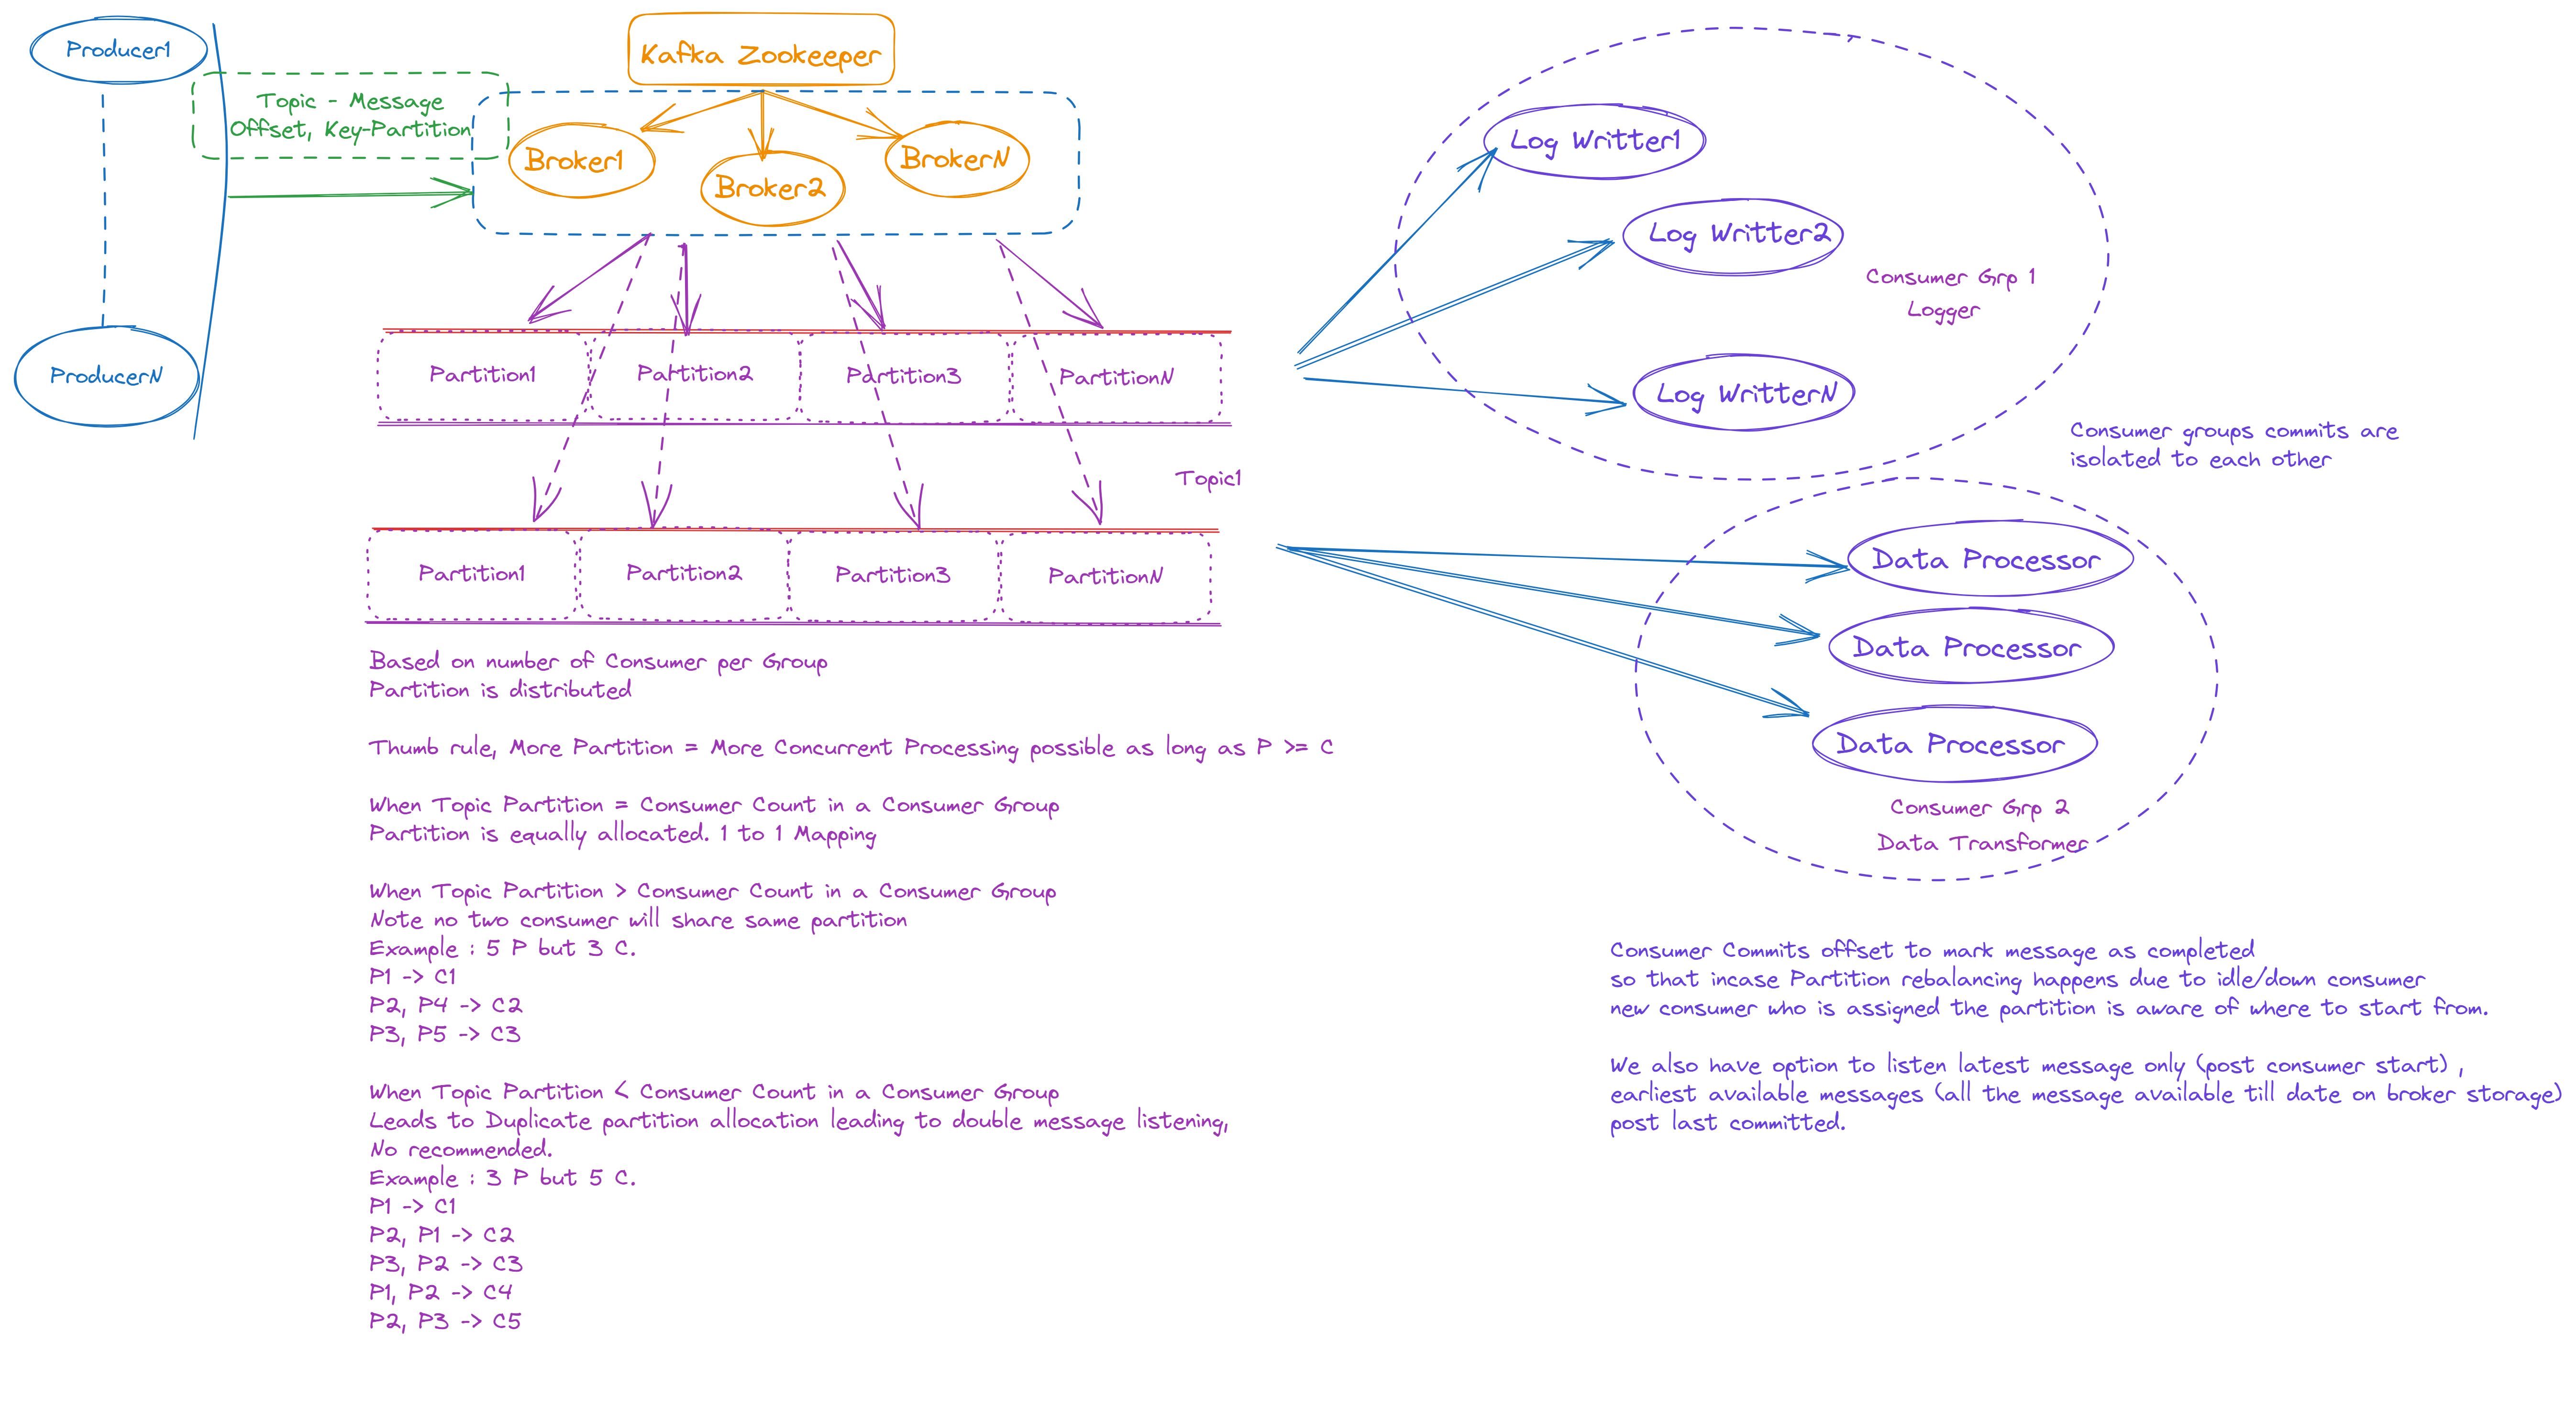 Producer1
Topic - Message
Offset, Key-Partition
ProducerN
Kafka Zookeeper
Broker1
Broker2
BrokerN
Partition1
Partition2
Partition3
PartitionN
Topic1
Partition1
Partition2
Partition3
PartitionN
Based on number of Consumer per Group
Partition is distributed
Thumb rule, More Partition = More Concurrent Processing possible as long as P >= C
When Topic Partition = Consumer Count in a Consumer Group
Partition is equally allocated. 1 to 1 Mapping
When Topic Partition > Consumer Count in a Consumer Group
Note no two consumer will share same partition
Example : 5 P but 3 C.
P1 -> C1
P2, P4 -> C2
P3, P5 -> C3
When Topic Partition < Consumer Count in a Consumer Group
Leads to Duplicate partition allocation leading to double message listening,
No recommended.
Example : 3 P but 5 C.
P1 -> C1
P2, P1 -> C2
P3, P2 -> C3
P1, P2 -> C4
P2, P3 -> C5
Log Writter1
Log Writter2
Log WritterN
Consumer Grp 1
Logger
Consumer groups commits are
isolated to each other
Data Processor
Data Processor
Data Processor
Consumer Grp 2
Data Transformer
Consumer Commits offset to mark message as completed
so that incase Partition rebalancing happens due to idle/down consumer
new consumer who is assigned the partition is aware of where to start from.
We also have option to listen latest message only (post consumer start) ,
earliest available messages (all the message available till date on broker storage)
post last committed.